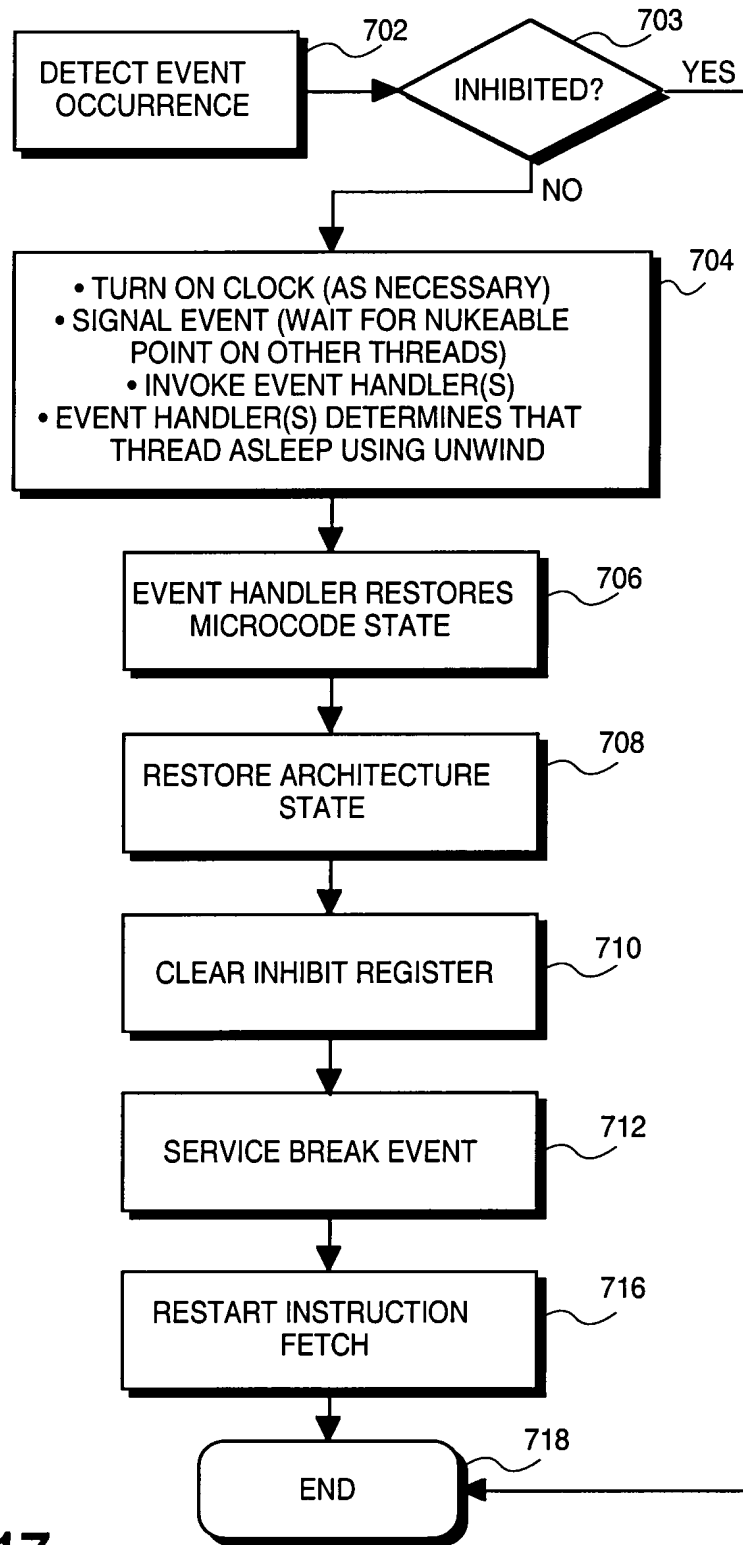 702
703
DETECT EVENT
OCCURRENCE
INHIBITED?
YES
NO
704
• TURN ON CLOCK (AS NECESSARY)
• SIGNAL EVENT (WAIT FOR NUKEABLE
POINT ON OTHER THREADS)
• INVOKE EVENT HANDLER(S)
• EVENT HANDLER(S) DETERMINES THAT
THREAD ASLEEP USING UNWIND
706
EVENT HANDLER RESTORES
MICROCODE STATE
708
RESTORE ARCHITECTURE
STATE
710
CLEAR INHIBIT REGISTER
712
SERVICE BREAK EVENT
716
RESTART INSTRUCTION
FETCH
718
END